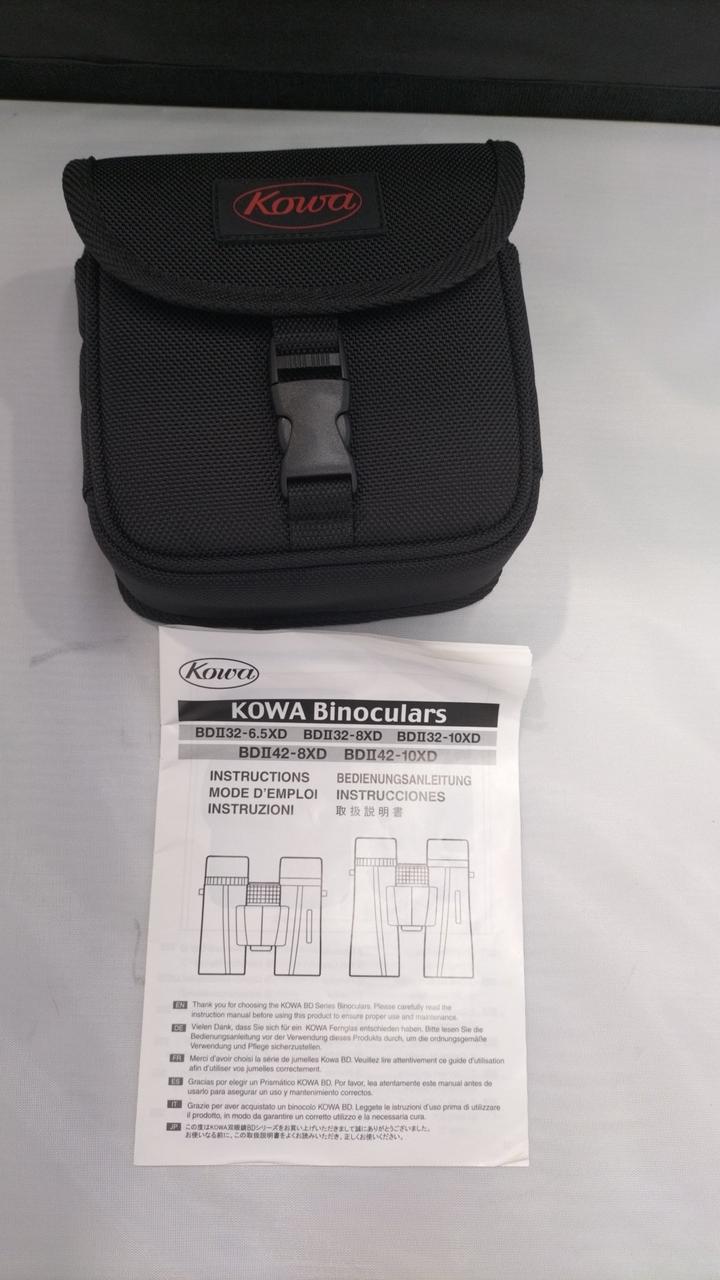 Kowa
Kowa
KOWA Binoculars
BDII32-6.5XD BDII32-8XD BDII32-10XD
BDII42-8XD BDII42-10XD
INSTRUCTIONS BEDIENUNGSANLEITUNG
MODE D'EMPLOI INSTRUCCIONES
INSTRUZIONI 取扱説明書
EN Thank you for choosing the KOWA BD Series Binoculars. Please carefully read the
instruction manual before using this product to ensure proper use and maintenance.
DE Vielen Dank, dass Sie sich für ein KOWA Fernglas entschieden haben. Bitte lesen Sie die
Bedienungsanleitung vor der Verwendung dieses Produkts durch, um die ordnungsgemäße
Verwendung und Pflege sicherzustellen.
FR Merci d'avoir choisi la série de jumelles Kowa BD. Veuillez lire attentivement ce guide d'utilisation
afin d'utiliser vos jumelles correctement.
ES Gracias por elegir un Prismático KOWA BD. Por favor, lea atentamente este manual antes de
usarlo para asegurar un uso y mantenimiento correctos.
IT Grazie per aver acquistato un binocolo KOWA BD. Leggete le istruzioni d'uso prima di utilizzare
il prodotto, in modo da garantire un corretto utilizzo e la necessaria cura.
JP この度はKOWA双眼鏡BDシリーズをお買い上げいただきまして誠にありがとうございました。
お使いなる前に、この取扱説明書をよくお読みいただき、正しくお使いください。